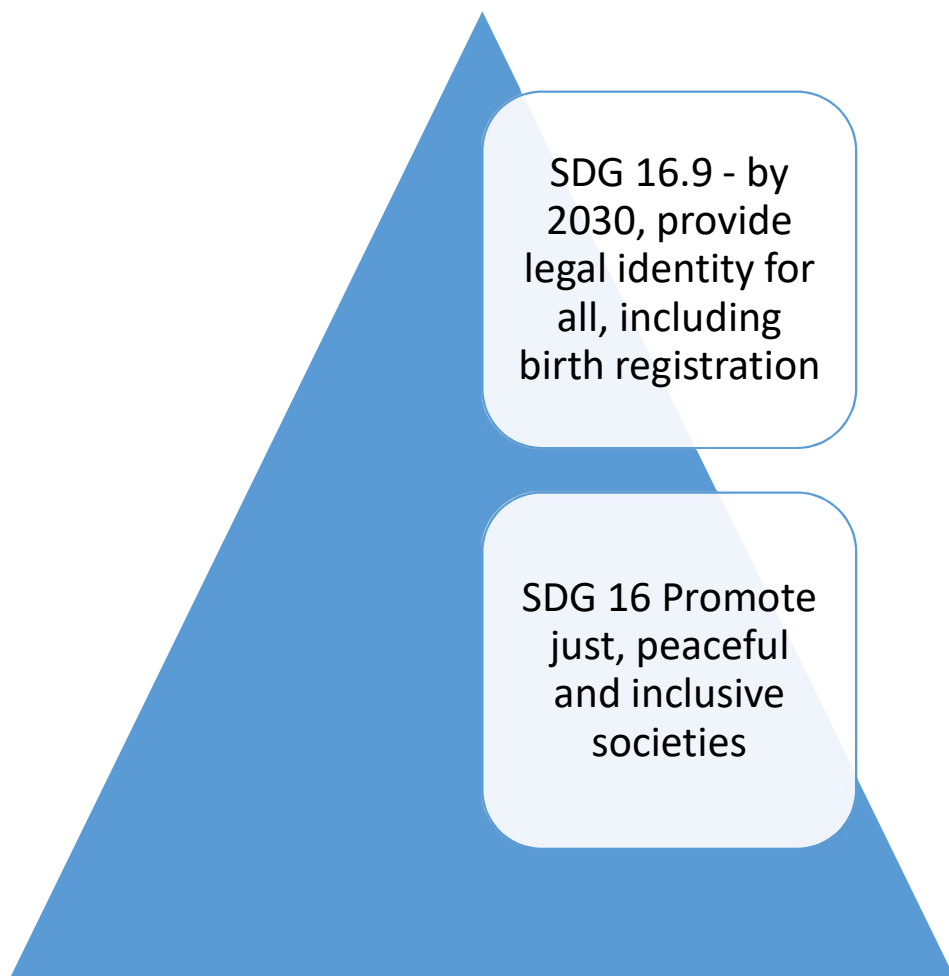 SDG 16.9 - by
2030, provide
legal identity for
all, including
birth registration
SDG 16 Promote
just, peaceful
and inclusive
societies